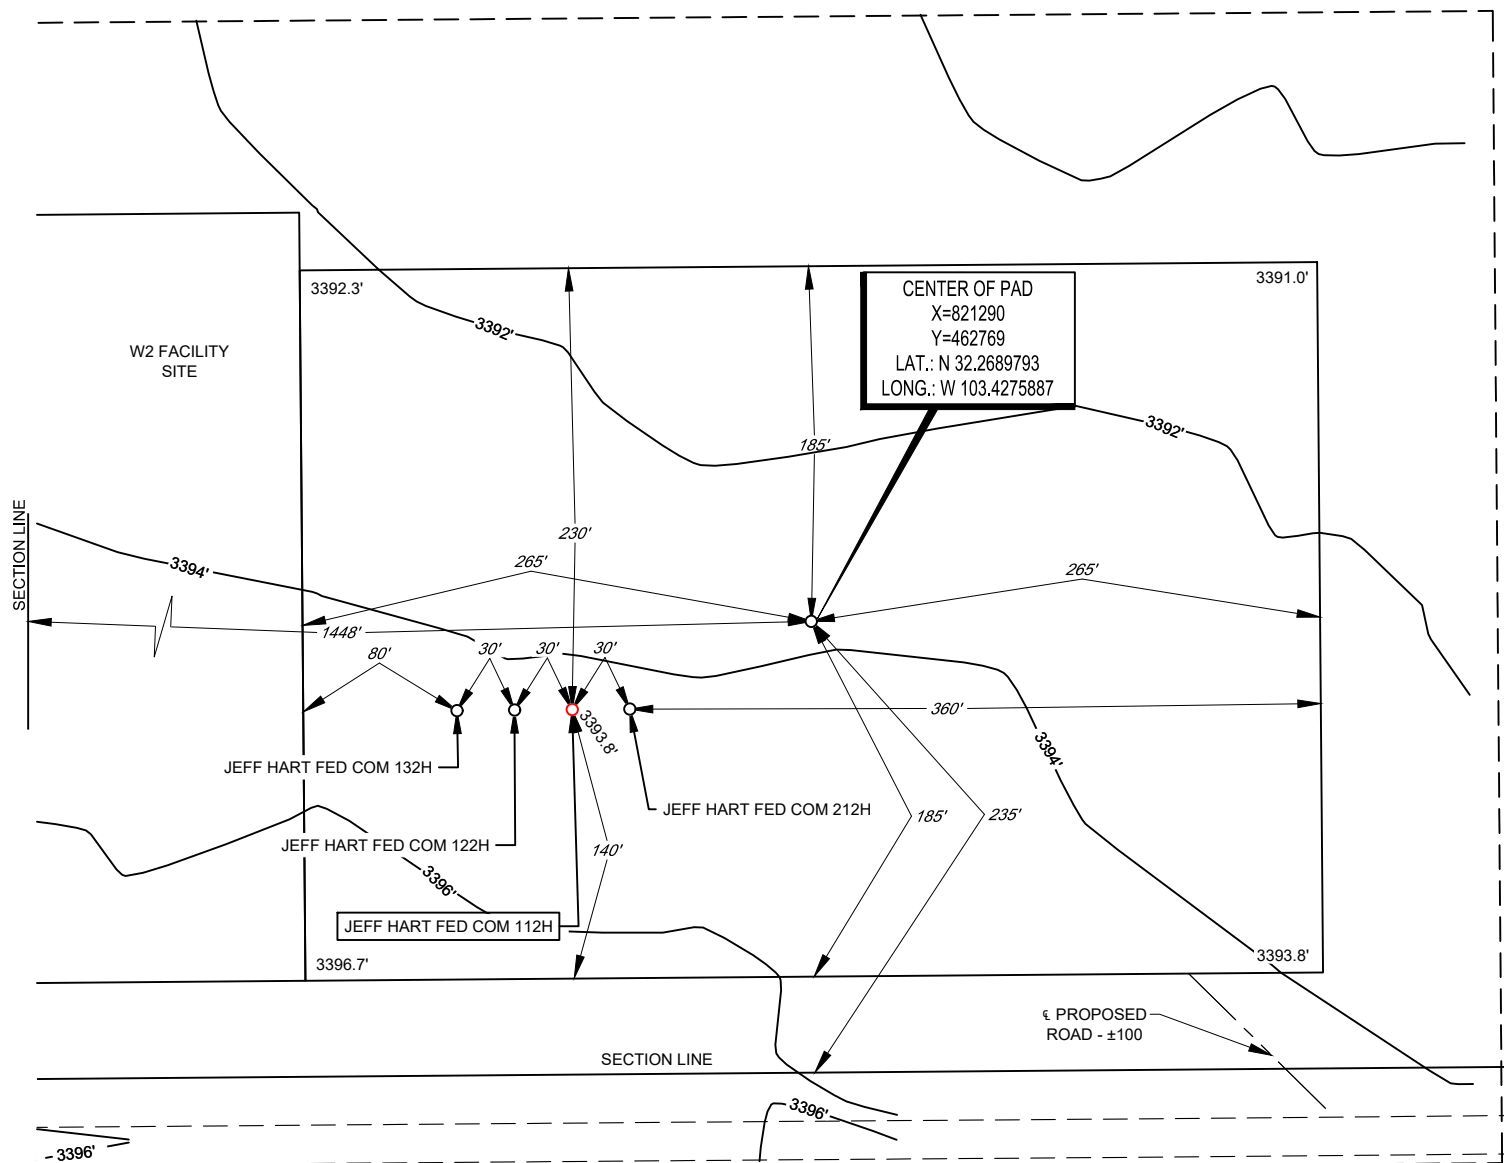 3392.3'
3391.0'
CENTER OF PAD
X=821290
Y=462769
LAT.: N 32.2689793
LONG.: W 103.4275887
3392'
W2 FACILITY
SITE
3392'
185'
SECTION LINE
230'
3394'
265'
265'
1448'
80'
30'
30'
30'
360'
3393.8'
3394'
JEFF HART FED COM 132H
JEFF HART FED COM 212H
185'
235'
JEFF HART FED COM 122H
140'
3396'
JEFF HART FED COM 112H
3396.7'
3393.8'
℄ PROPOSED
ROAD - ±100
SECTION LINE
3396'
3396'